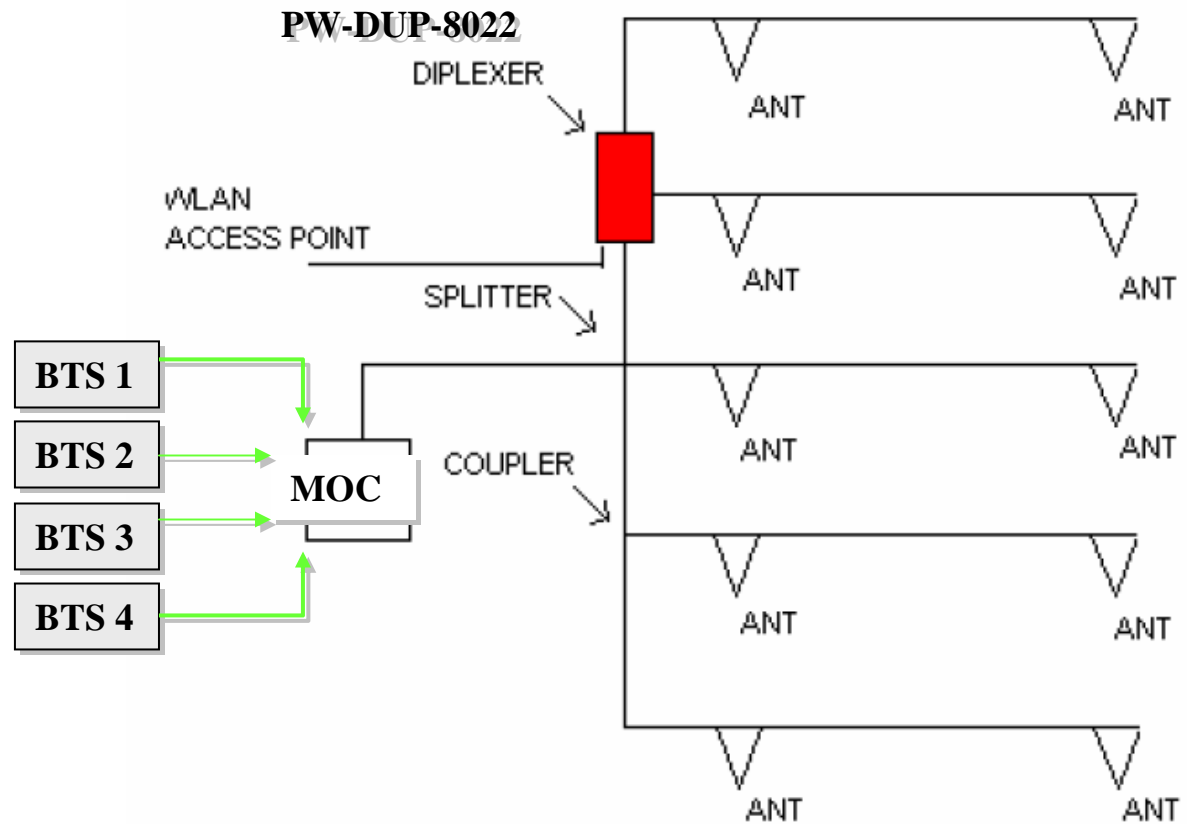 PW-DUP-8022
DIPLEXER
ANT
ANT
WLAN
ACCESS POINT
ANT
ANT
SPLITTER
BTS 1
BTS 2
BTS 3
BTS 4
MOC
ANT
ANT
COUPLER
ANT
ANT
ANT
ANT